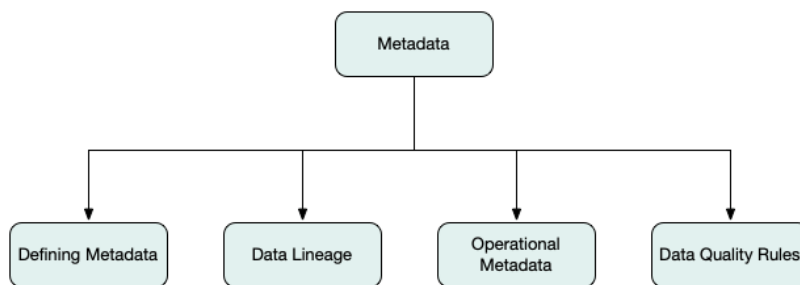 Metadata
Defining Metadata
Data Lineage
Operational
Metadata
Data Quality Rules